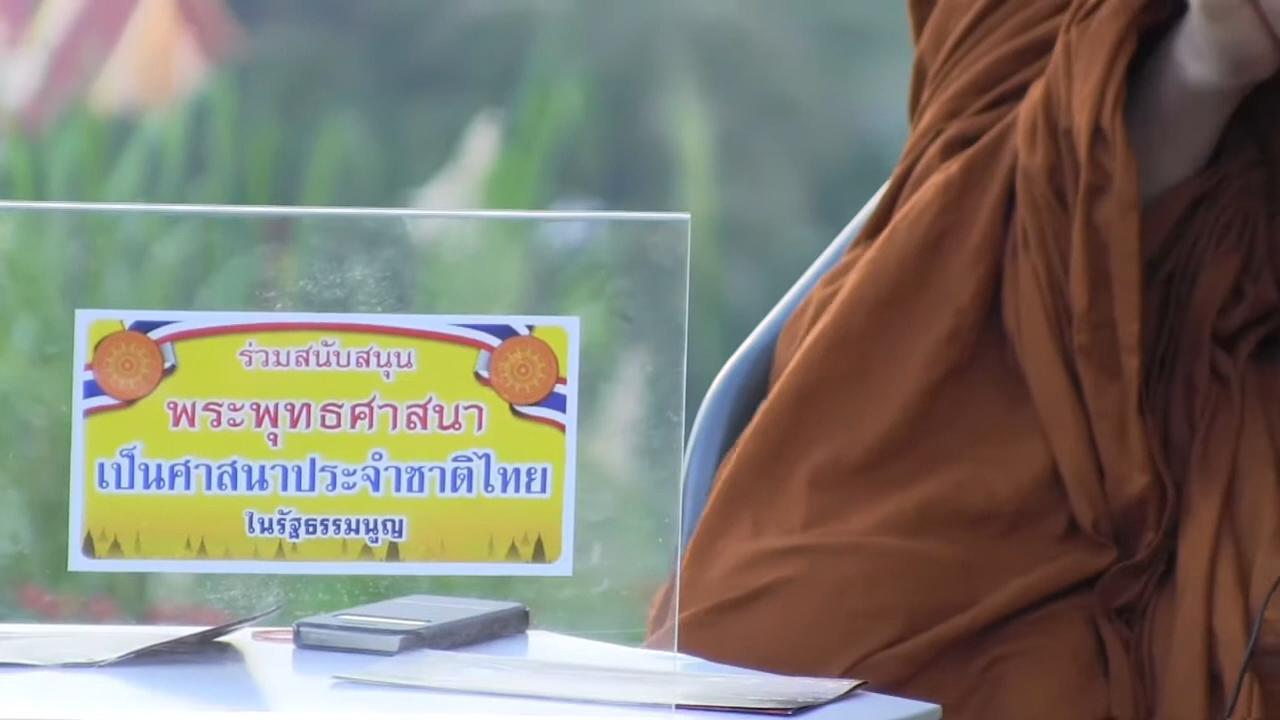 ร่วมสนับสนุน
พระพุทธศาสนา
เป็นศาสนาประจำชาติไทย
ในรัฐธรรมนูญ